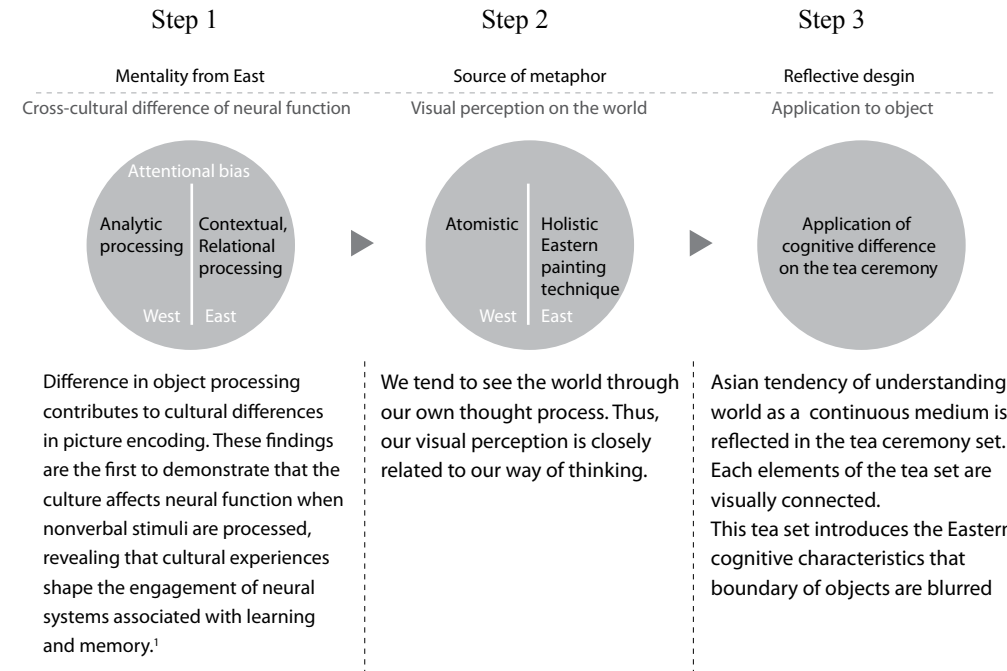 Step 1
Step 2
Step 3
Mentality from East
Source of metaphor
Reflective desgin
Cross-cultural difference of neural function
Visual perception on the world
Application to object
Attentional bias
Analytic
processing
Contextual,
Relational
processing
West
East
Atomistic
Holistic
Eastern
painting
technique
West
East
Application of
cognitive difference
on the tea ceremony
Difference in object processing
contributes to cultural differences
in picture encoding. These findings
are the first to demonstrate that the
culture affects neural function when
nonverbal stimuli are processed,
revealing that cultural experiences
shape the engagement of neural
systems associated with learning
and memory.¹
We tend to see the world through
our own thought process. Thus,
our visual perception is closely
related to our way of thinking.
Asian tendency of understanding
world as a continuous medium is
reflected in the tea ceremony set.
Each elements of the tea set are
visually connected.
This tea set introduces the Eastern
cognitive characteristics that
boundary of objects are blurred